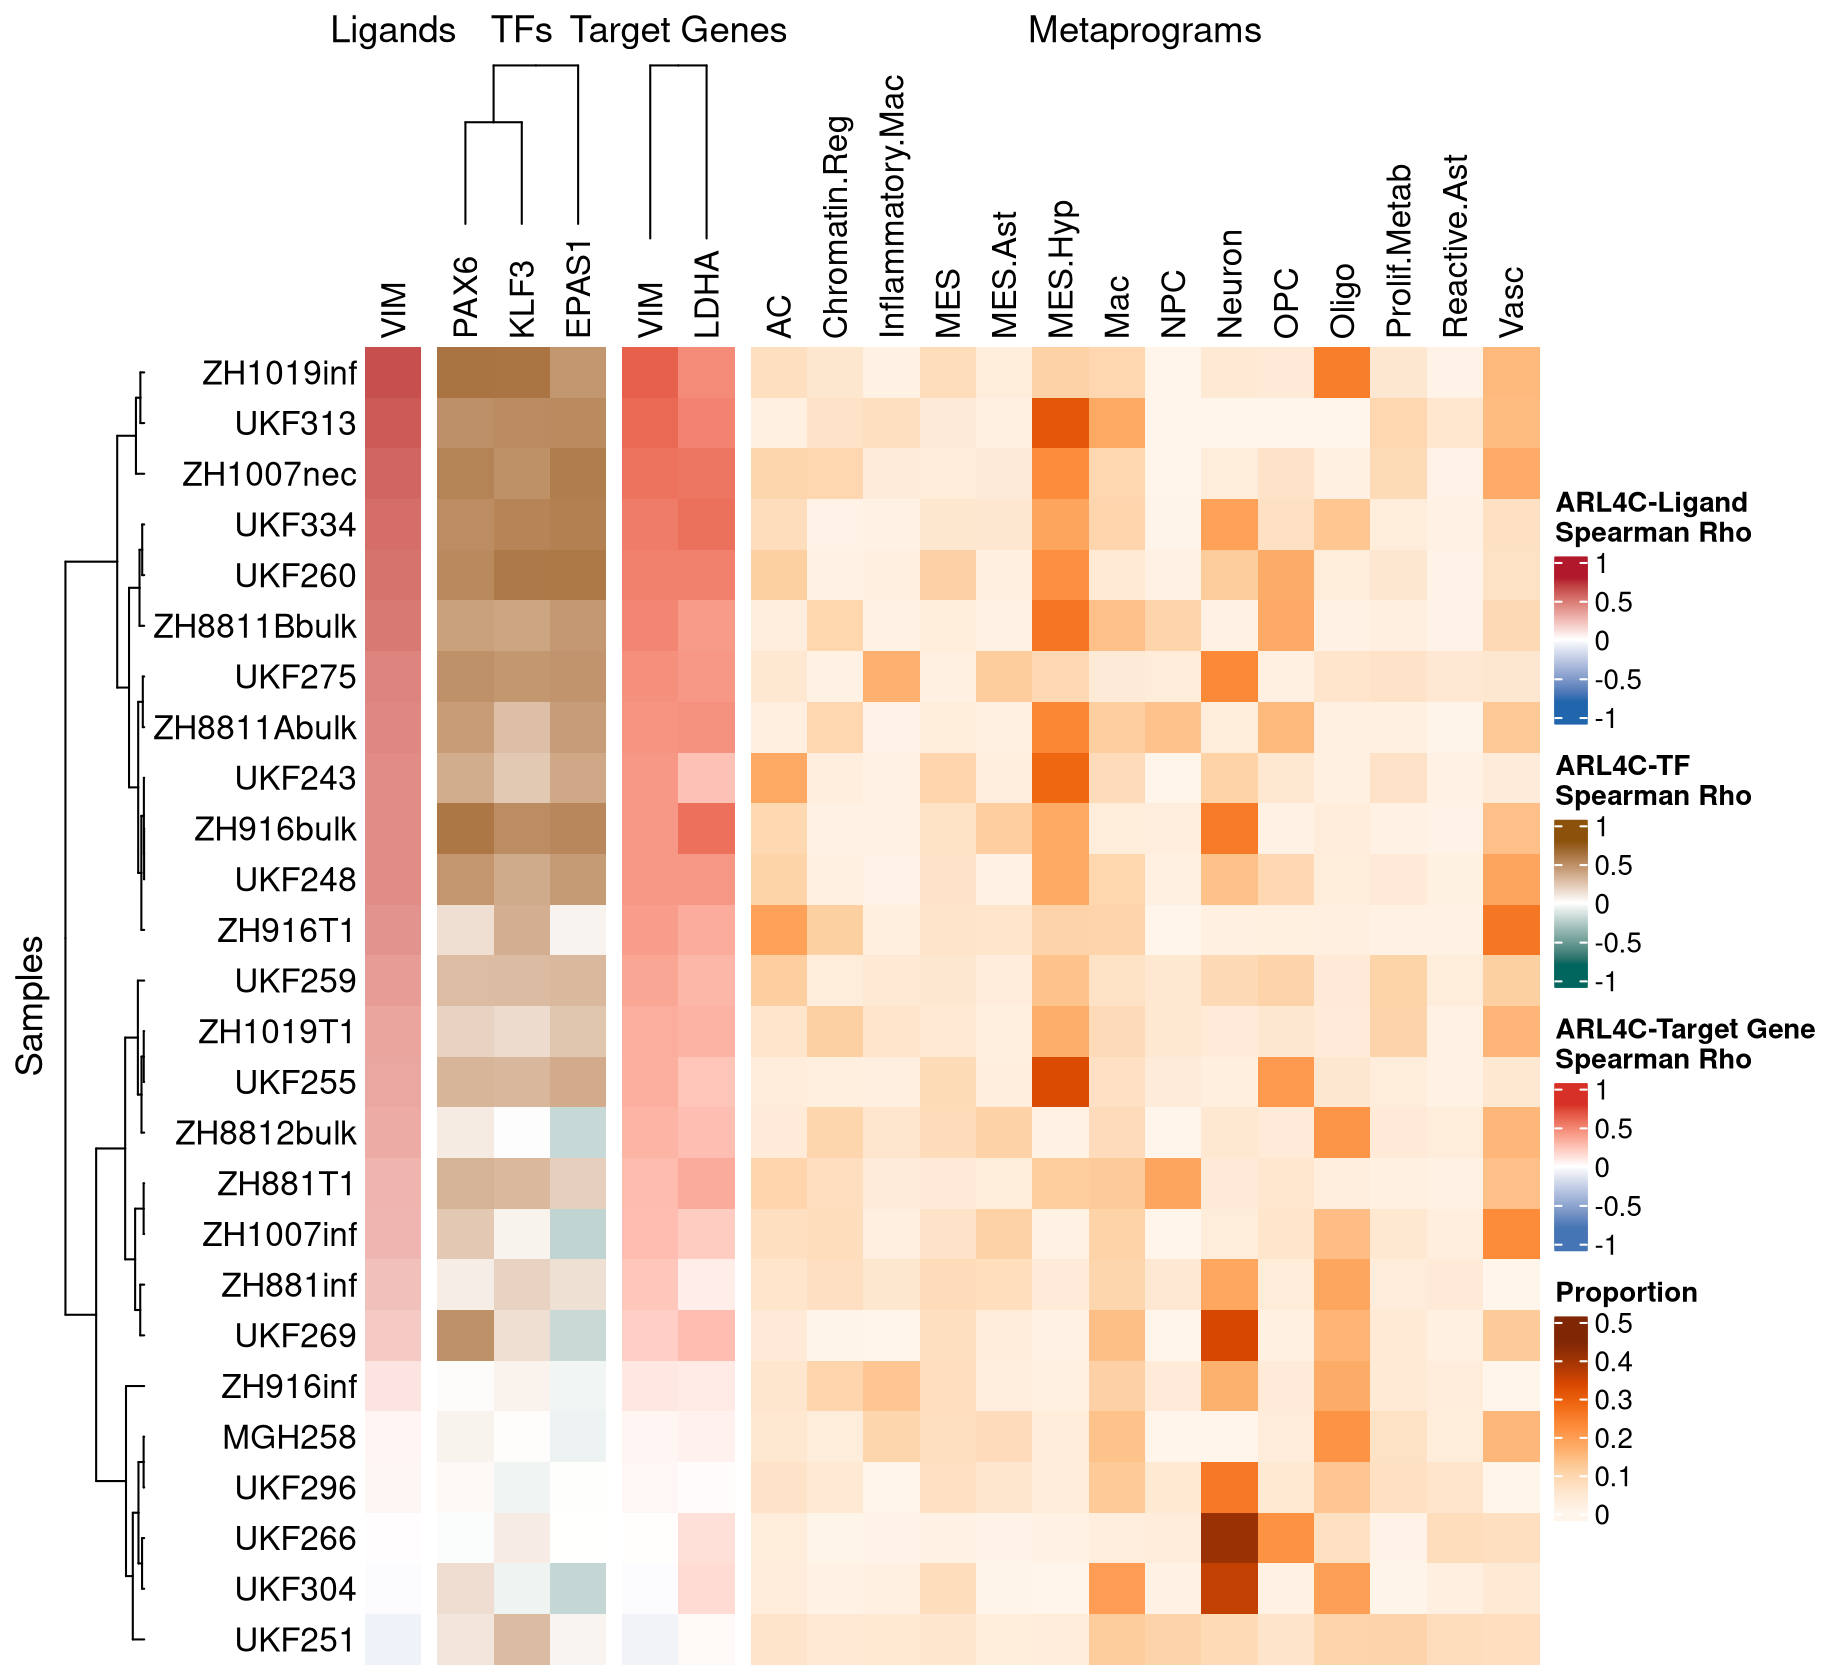 Ligands TFs Target Genes Metaprograms
VIM
PAX6
KLF3
EPAS1
VIM
LDHA
AC
Chromatin.Reg
Inflammatory.Mac
MES
MES.Ast
MES.Hyp
Mac
NPC
Neuron
OPC
Oligo
Prolif.Metab
Reactive.Ast
Vasc
Samples
ZH1019inf
UKF313
ZH1007nec
UKF334
UKF260
ZH8811Bbulk
UKF275
ZH8811Abulk
UKF243
ZH916bulk
UKF248
ZH916T1
UKF259
ZH1019T1
UKF255
ZH8812bulk
ZH881T1
ZH1007inf
ZH881inf
UKF269
ZH916inf
MGH258
UKF296
UKF266
UKF304
UKF251
ARL4C-Ligand
Spearman Rho
1
0.5
0
-0.5
-1
ARL4C-TF
Spearman Rho
1
0.5
0
-0.5
-1
ARL4C-Target Gene
Spearman Rho
1
0.5
0
-0.5
-1
Proportion
0.5
0.4
0.3
0.2
0.1
0